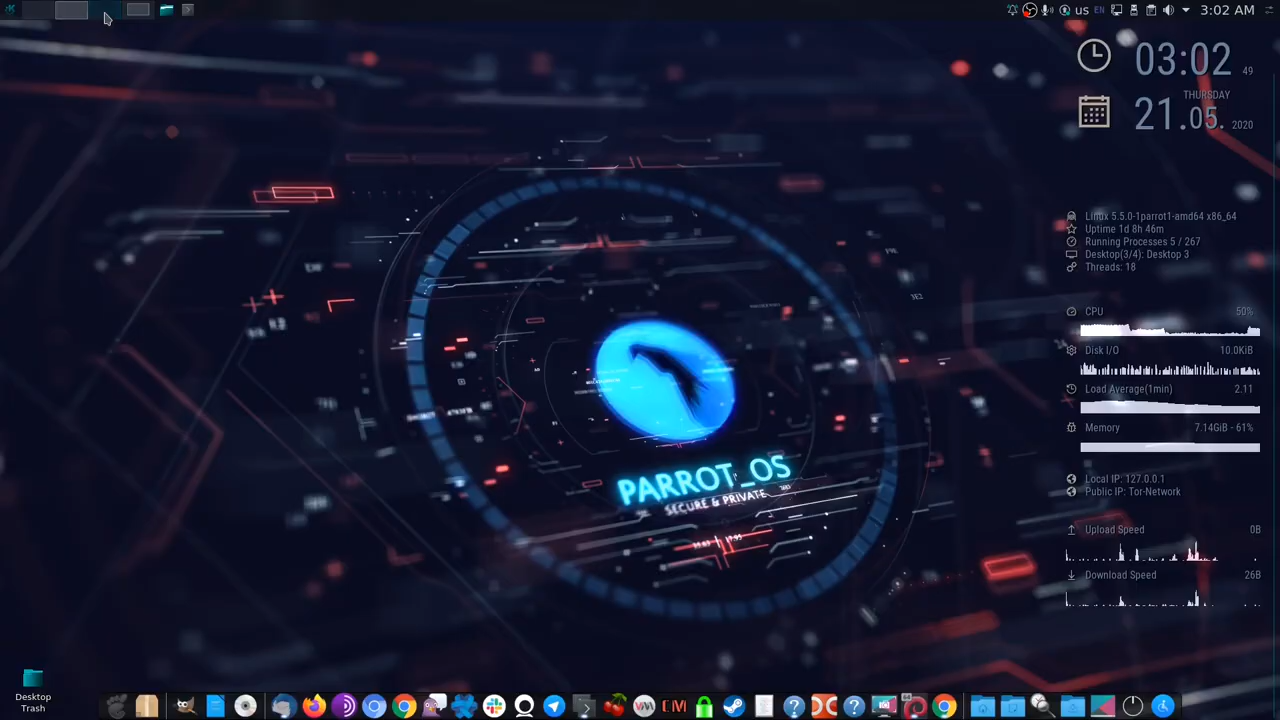 us EN 3:02 AM
03:02 49
THURSDAY
21.05. 2020
Linux 5.5.0-1parrot1-amd64 x86_64
Uptime 1d 8h 46m
Running Processes 5 / 267
Desktop(3/4): Desktop 3
Threads: 18
CPU 50%
Disk I/O 10.0KiB
Load Average(1min) 2.11
Memory 7.14GiB - 61%
Local IP: 127.0.0.1
Public IP: Tor-Network
Upload Speed 0B
Download Speed 26B
PARROT_OS
SECURE & PRIVATE
Desktop
Trash